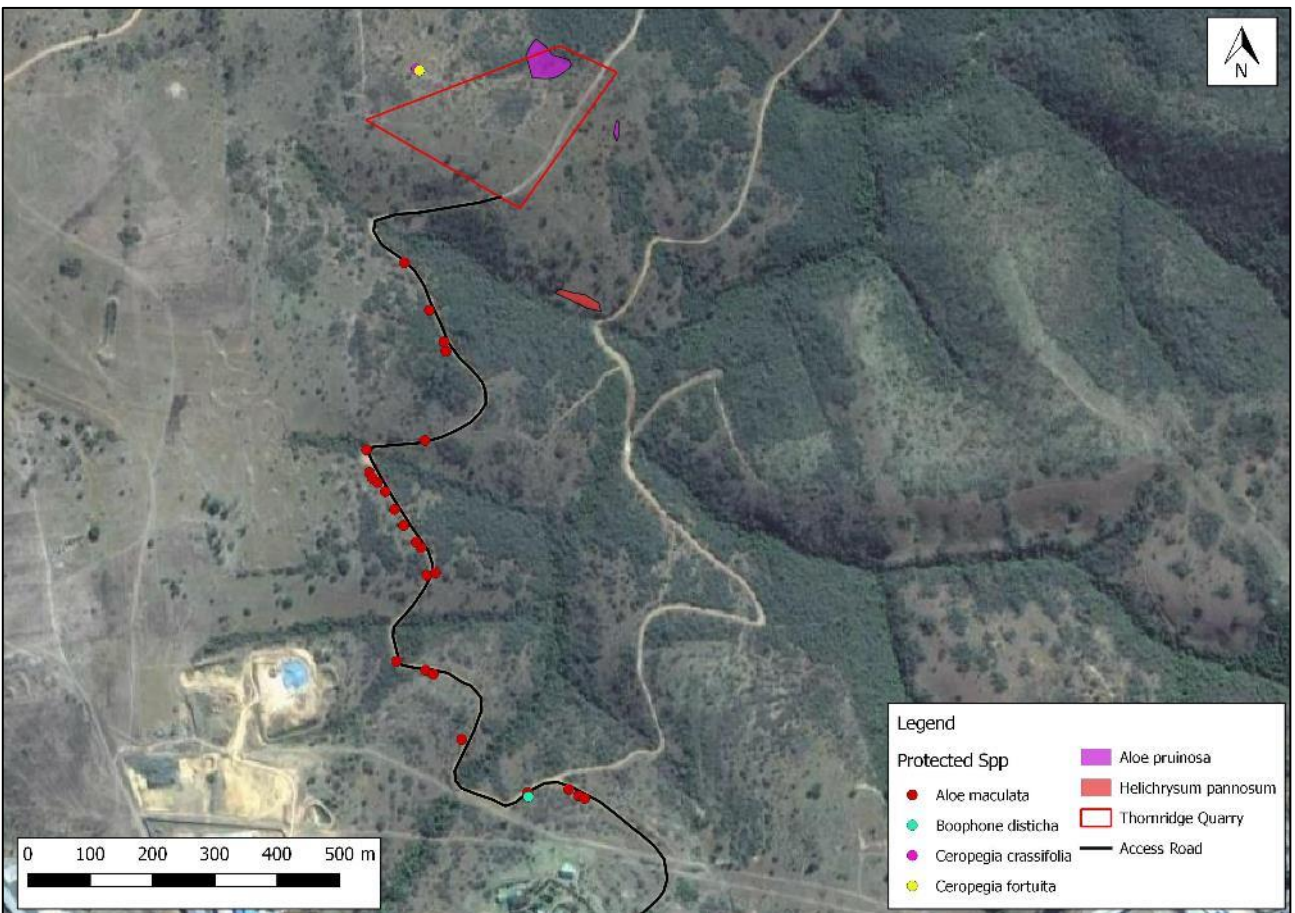 N
Legend
Protected Spp
Aloe maculata
Boophone disticha
Ceropegia crassifolia
Ceropegia fortuita
Aloe pruinosa
Helichrysum pannosum
Thornridge Quarry
Access Road
0 100 200 300 400 500 m